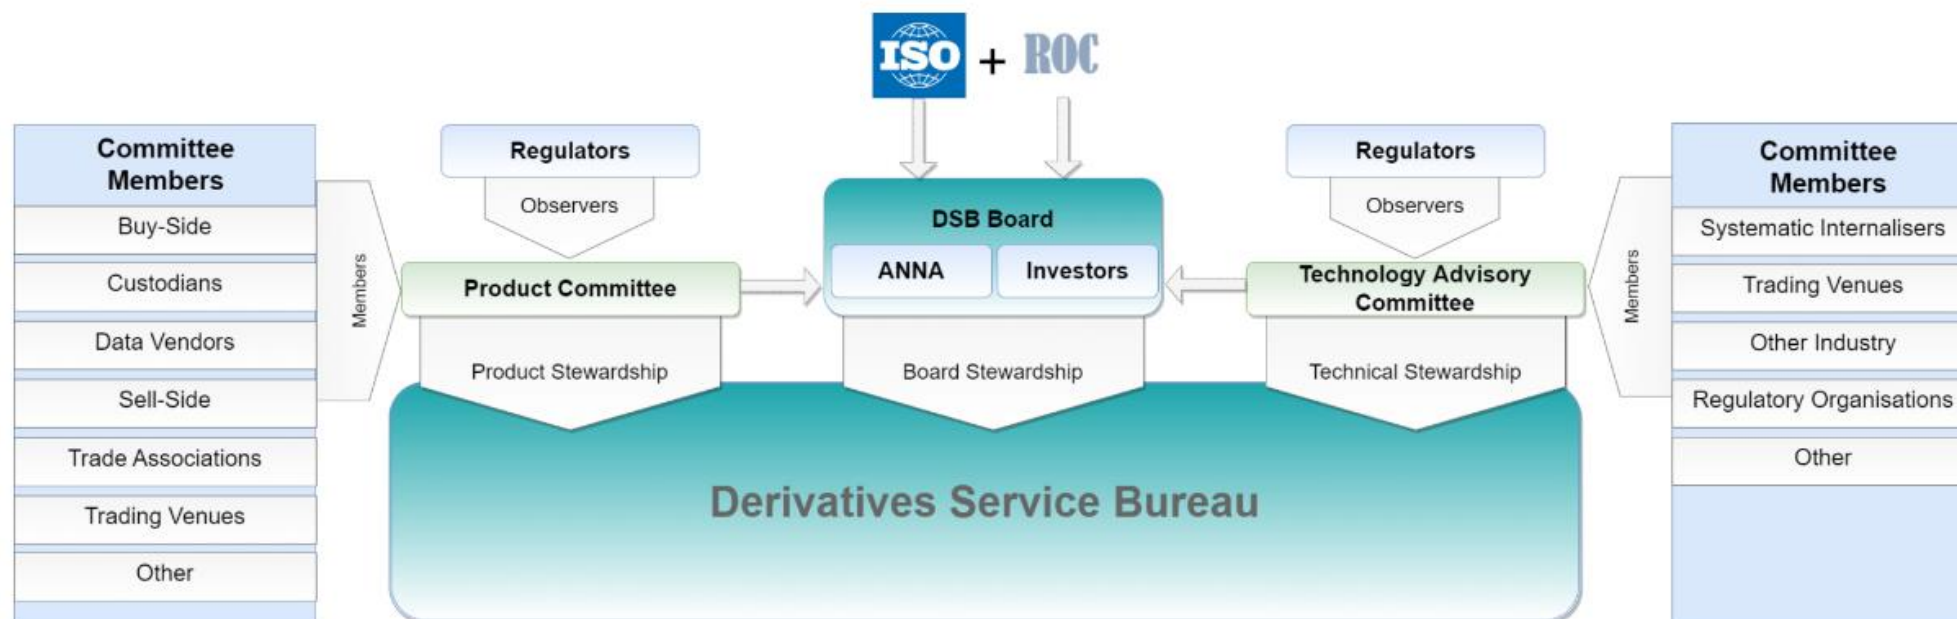 ISO
+ ROC
Committee
Members
Buy-Side
Custodians
Data Vendors
Sell-Side
Trade Associations
Trading Venues
Other
Members
Regulators
Observers
Product Committee
Product Stewardship
DSB Board
ANNA
Investors
Board Stewardship
Regulators
Observers
Technology Advisory
Committee
Technical Stewardship
Members
Committee
Members
Systematic Internalisers
Trading Venues
Other Industry
Regulatory Organisations
Other
Derivatives Service Bureau